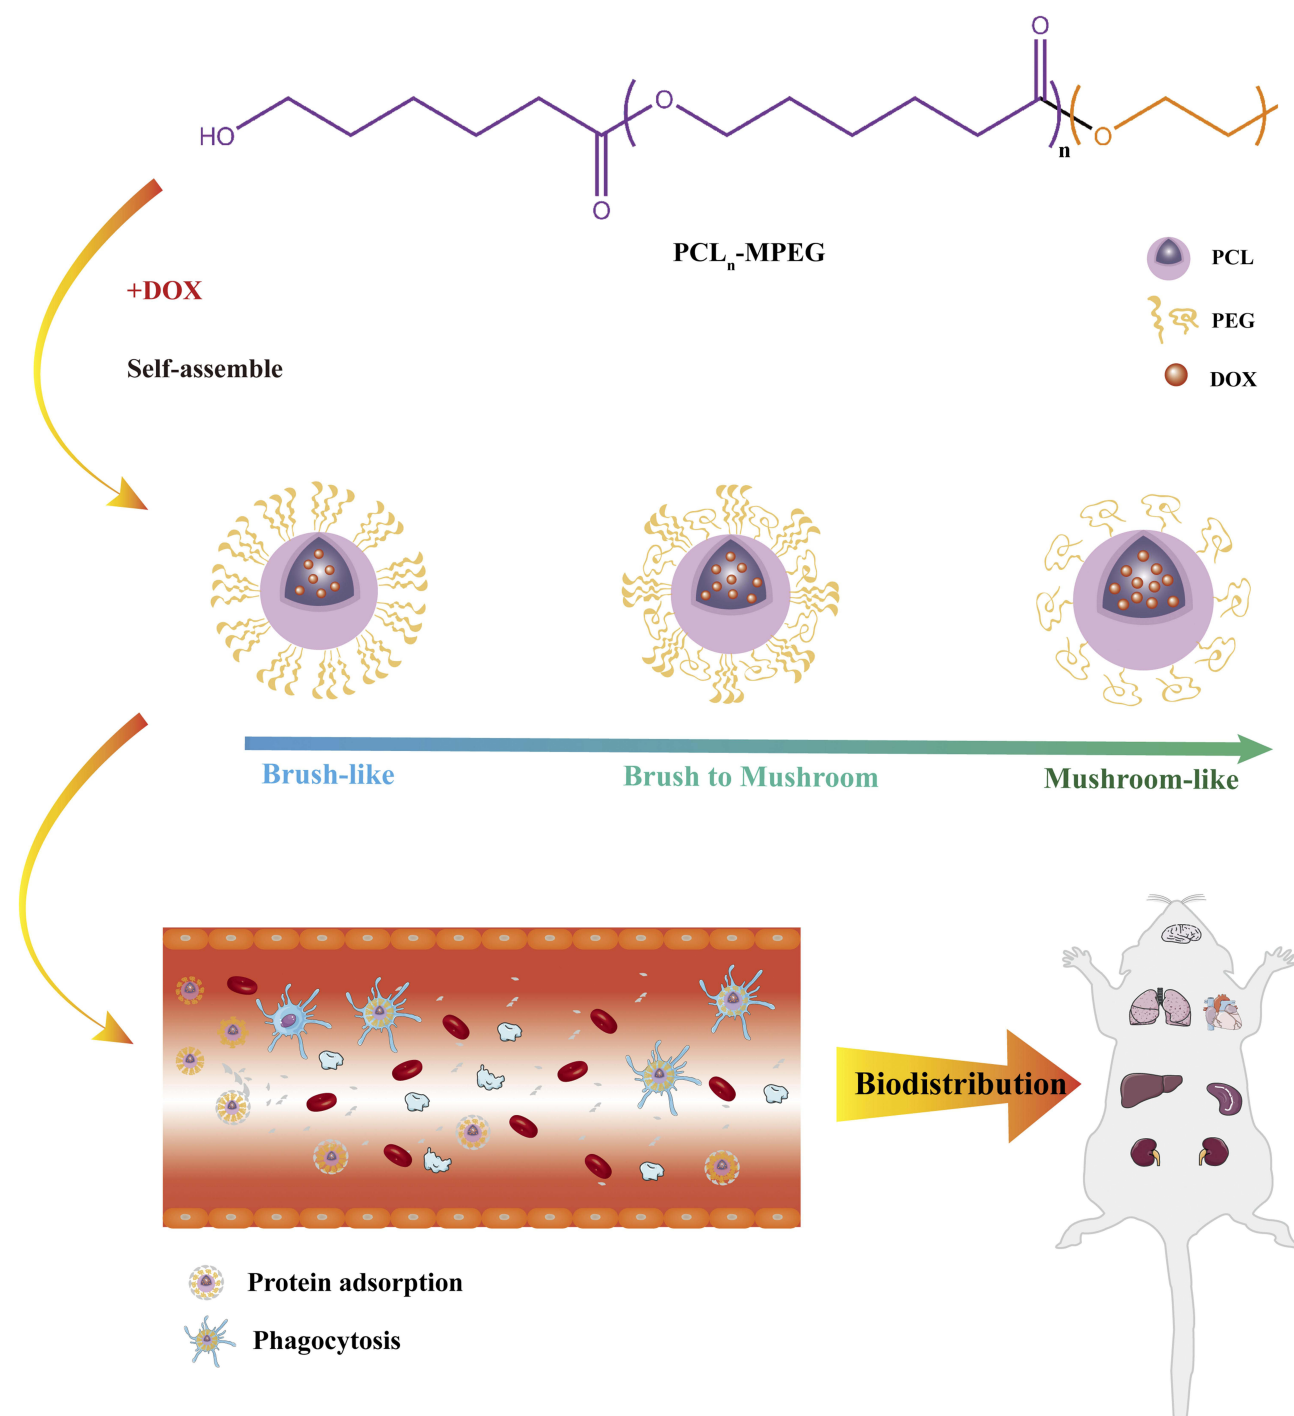 O
O
HO
O
n
O
PCLn-MPEG
PCL
+DOX
PEG
Self-assemble
DOX
Brush-like
Brush to Mushroom
Mushroom-like
Biodistribution
Protein adsorption
Phagocytosis